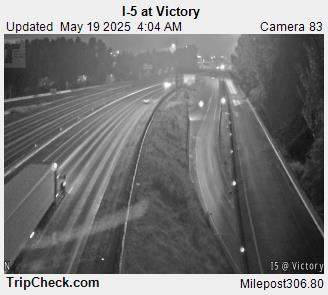 I-5 at Victory
Updated May 19 2025 4:04 AM Camera 83
N I5 @ Victory
TripCheck.com Milepost306.80